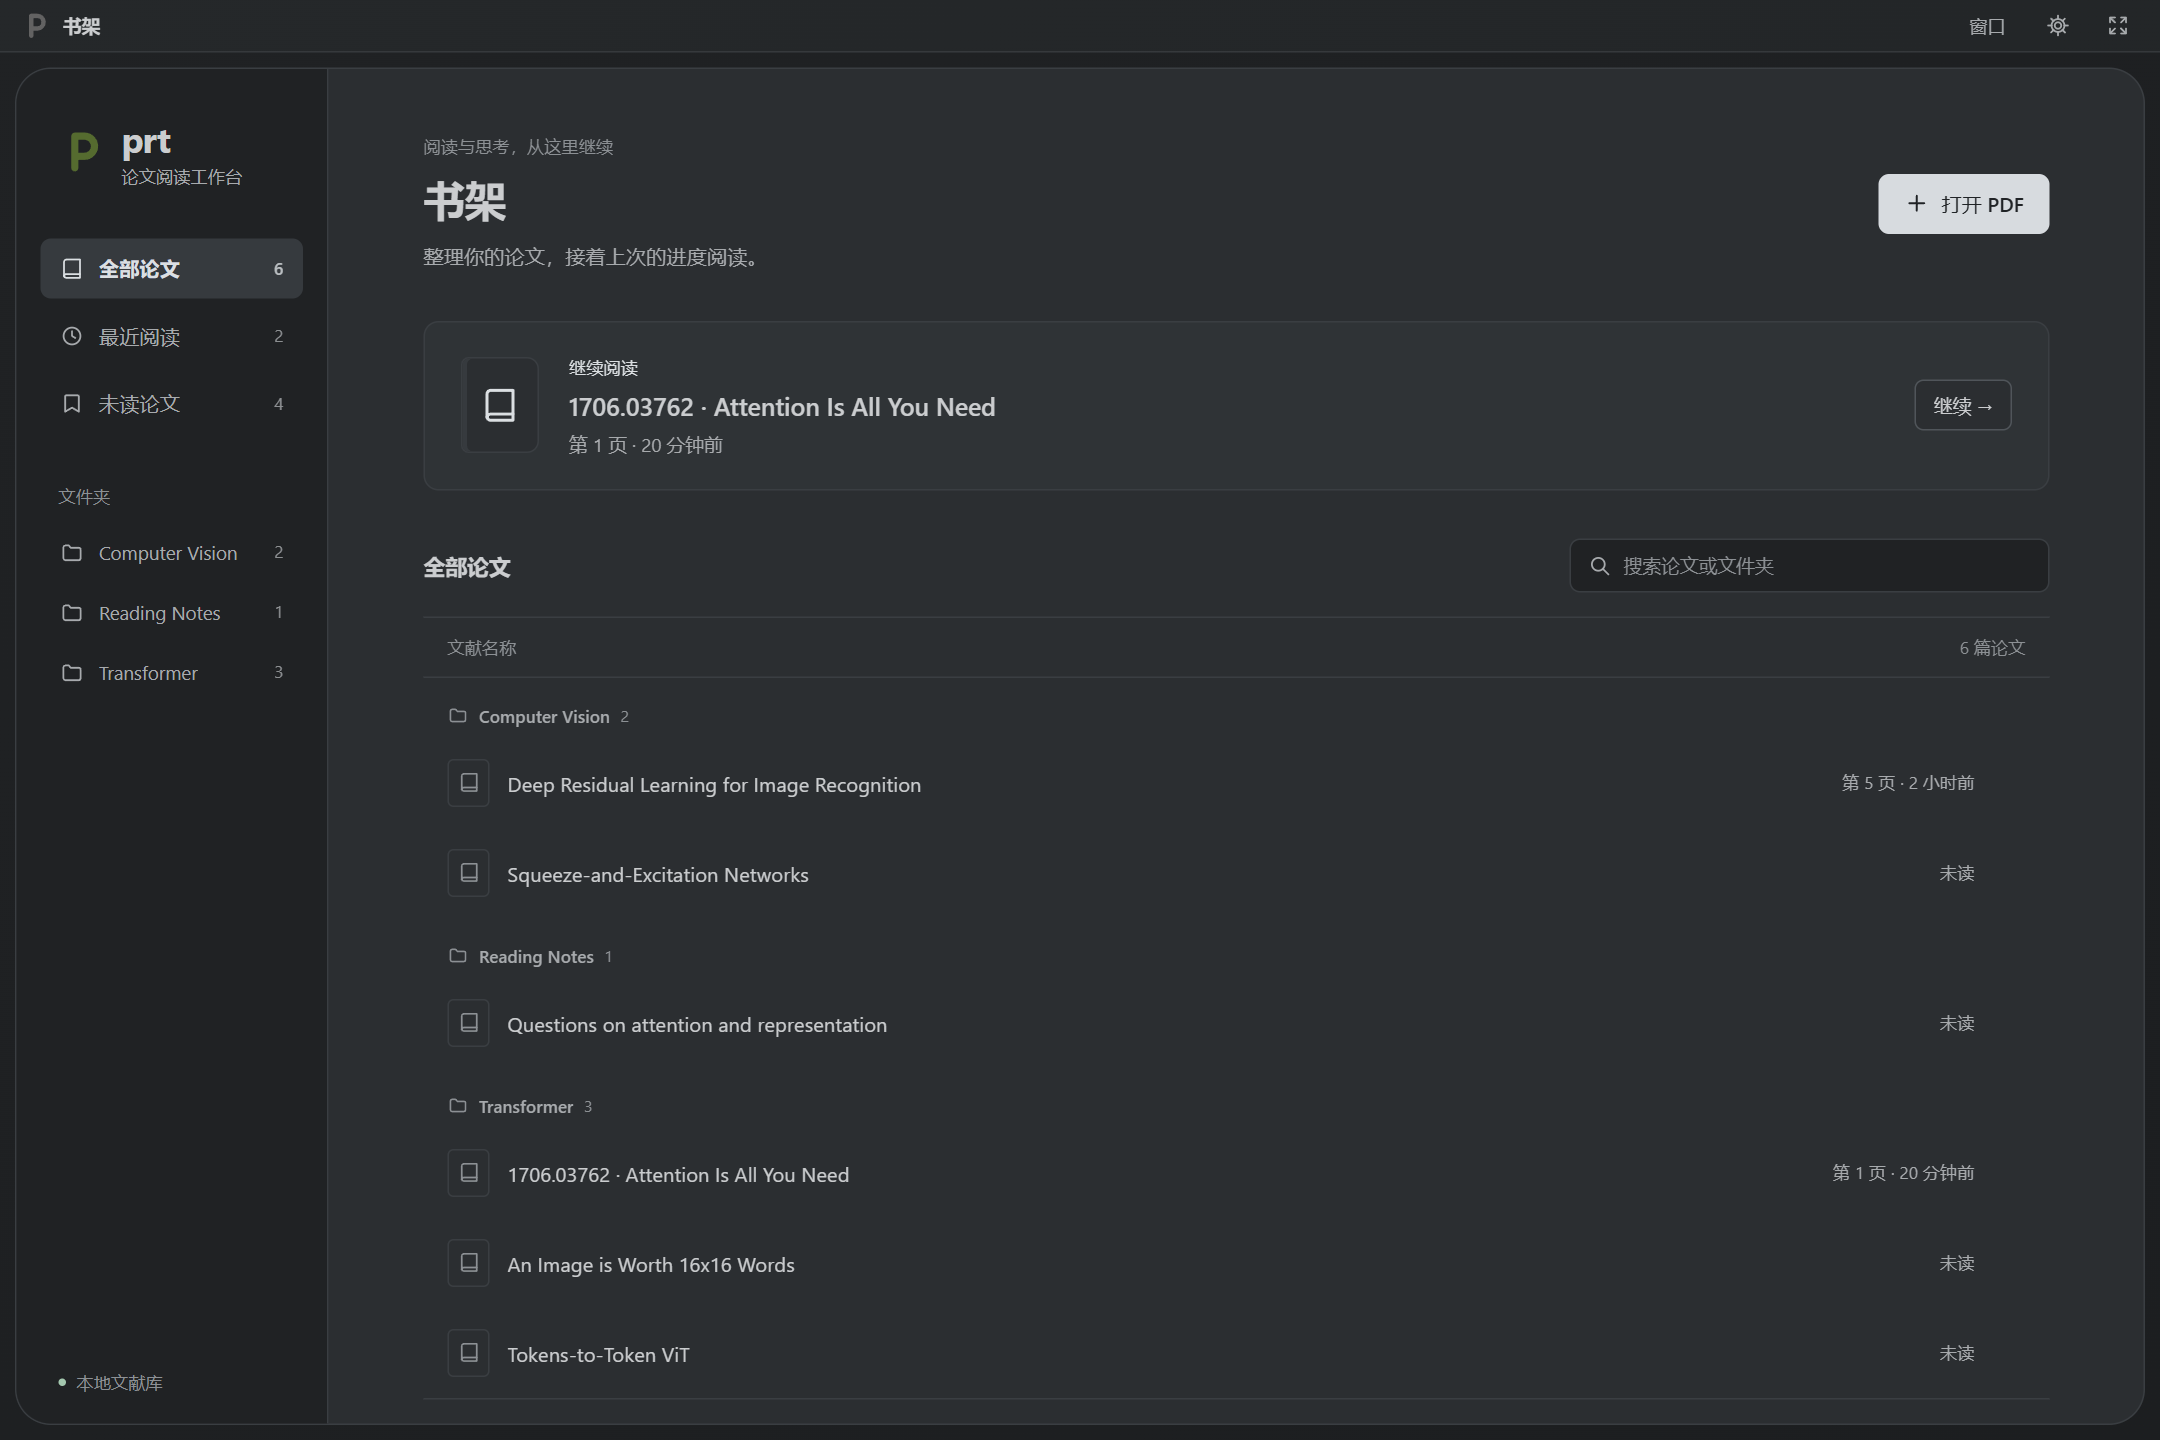 P 书架
窗口
P prt
论文阅读工作台
全部论文 6
最近阅读 2
未读论文 4
文件夹
Computer Vision 2
Reading Notes 1
Transformer 3
本地文献库
阅读与思考，从这里继续
书架
整理你的论文，接着上次的进度阅读。
+ 打开 PDF
继续阅读
1706.03762 · Attention Is All You Need
第 1 页 · 20 分钟前
继续 →
全部论文
搜索论文或文件夹
文献名称 6 篇论文
Computer Vision 2
Deep Residual Learning for Image Recognition 第 5 页 · 2 小时前
Squeeze-and-Excitation Networks 未读
Reading Notes 1
Questions on attention and representation 未读
Transformer 3
1706.03762 · Attention Is All You Need 第 1 页 · 20 分钟前
An Image is Worth 16x16 Words 未读
Tokens-to-Token ViT 未读